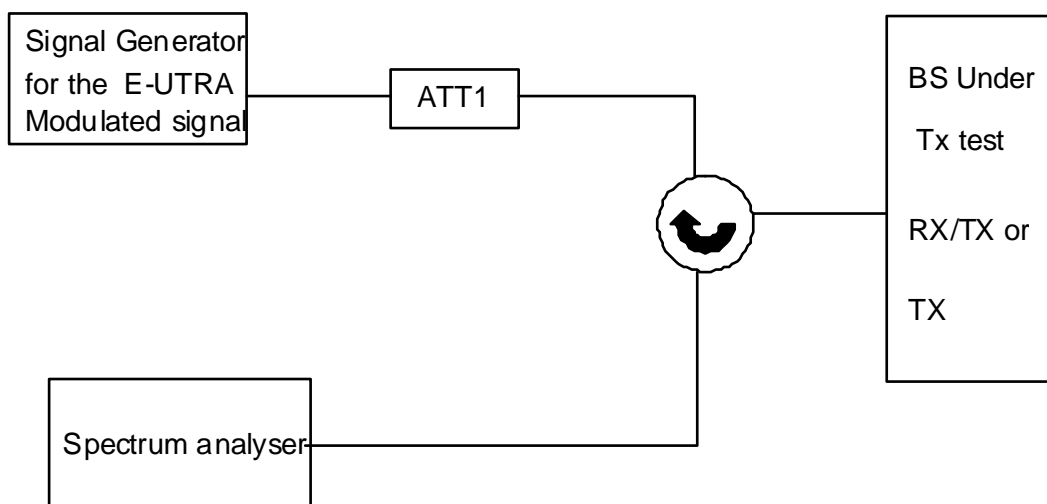 Signal Generator
for the E-UTRA
Modulated signal
ATT1
BS Under
Tx test
RX/TX or
TX
Spectrum analyser